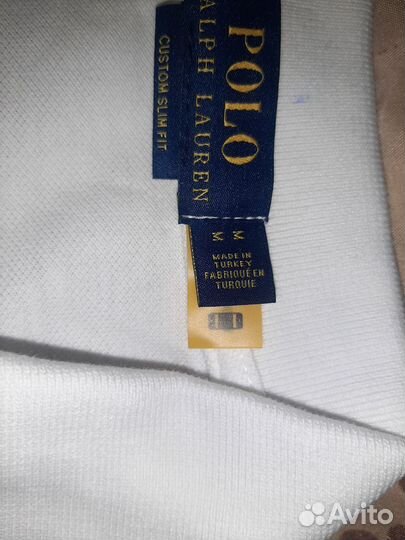 POLO
RALPH LAUREN
CUSTOM SLIM FIT
M M
MADE IN
TURKEY
FABRIQUÉ EN
TURQUIE
Avito